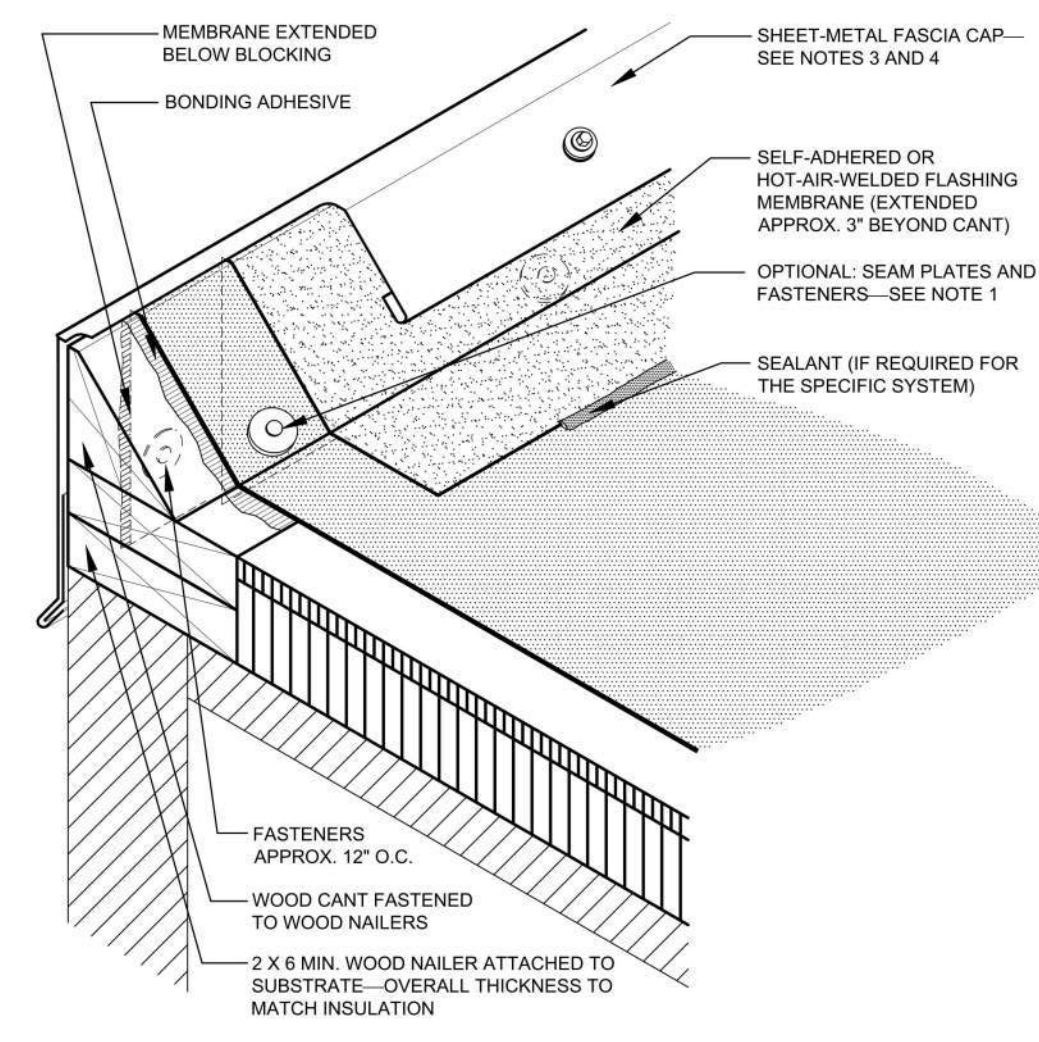 MEMBRANE EXTENDED
BELOW BLOCKING
BONDING ADHESIVE
SHEET-METAL FASCIA CAP—
SEE NOTES 3 AND 4
SELF-ADHERED OR
HOT-AIR-WELDED FLASHING
MEMBRANE (EXTENDED
APPROX. 3" BEYOND CANT)
OPTIONAL: SEAM PLATES AND
FASTENERS—SEE NOTE 1
SEALANT (IF REQUIRED FOR
THE SPECIFIC SYSTEM)
FASTENERS
APPROX. 12" O.C.
WOOD CANT FASTENED
TO WOOD NAILERS
2 X 6 MIN. WOOD NAILER ATTACHED TO
SUBSTRATE—OVERALL THICKNESS TO
MATCH INSULATION